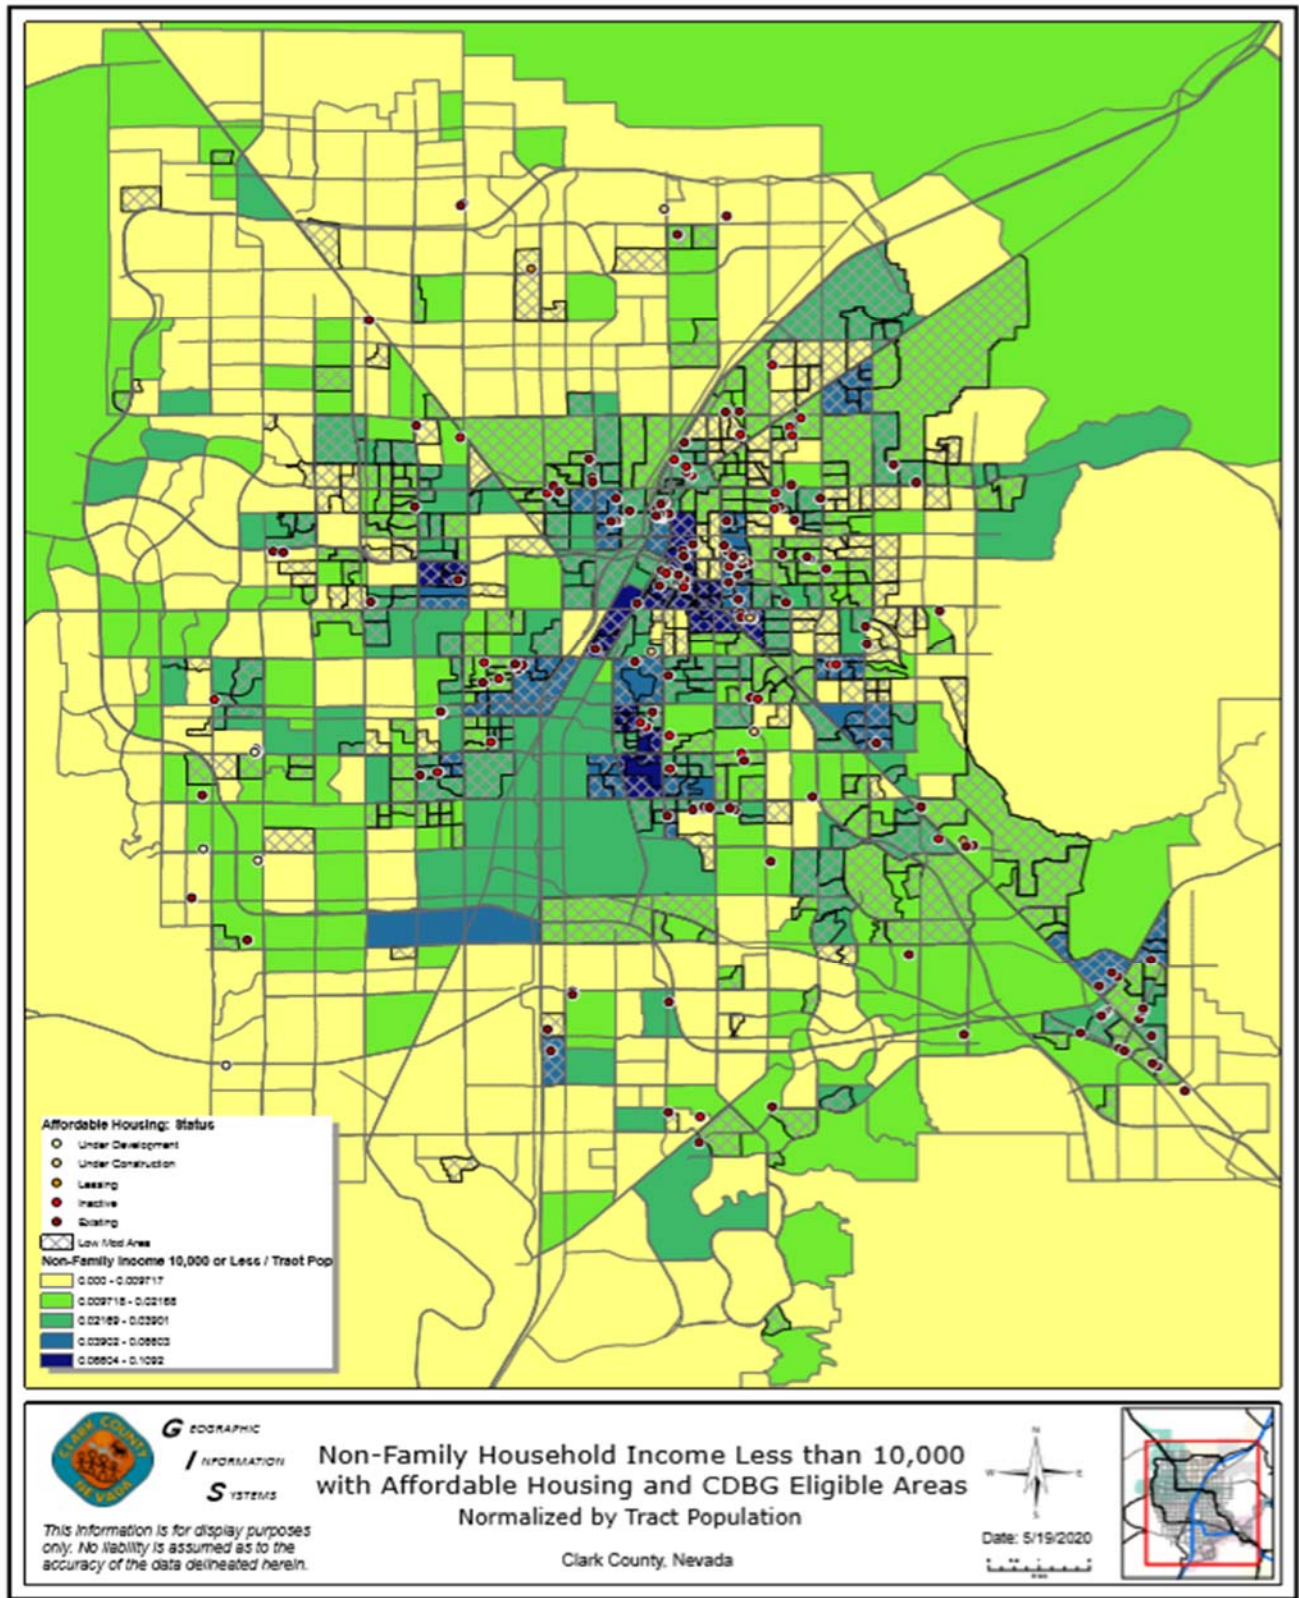 Affordable Housing: Status
Under Development
Under Construction
Leasing
Inactive
Existing
Low Mod Area
Non-Family Income 10,000 or Less / Tract Pop
0.000 - 0.009717
0.009718 - 0.02168
0.02169 - 0.03901
0.03902 - 0.06603
0.06604 - 0.1092
CLARK COUNTY
NEVADA
GEOGRAPHIC
INFORMATION
SYSTEMS
This information is for display purposes
only. No liability is assumed as to the
accuracy of the data delineated herein.
Non-Family Household Income Less than 10,000
with Affordable Housing and CDBG Eligible Areas
Normalized by Tract Population
Clark County, Nevada
N
W
E
S
Date: 5/19/2020